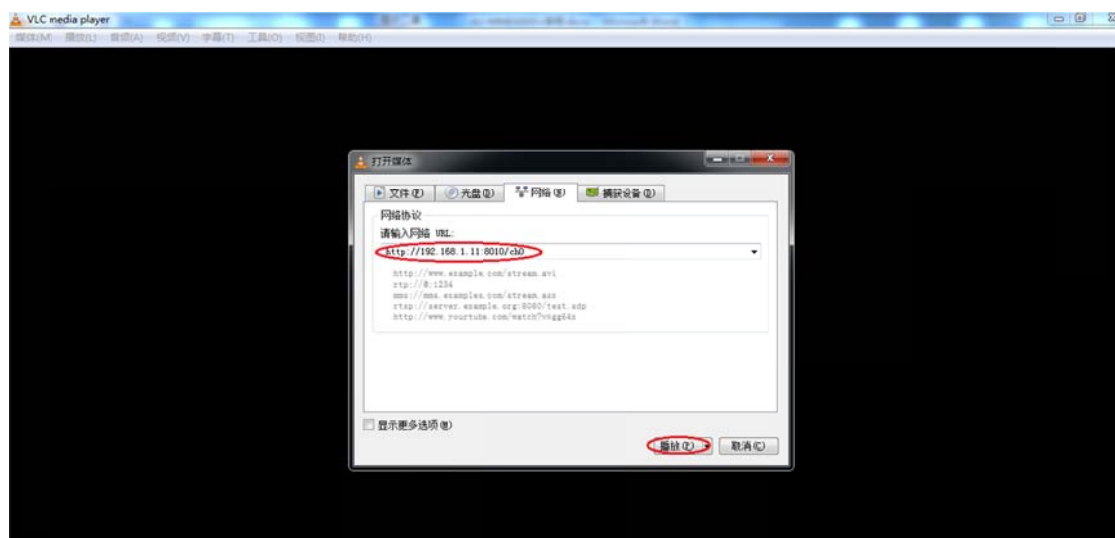 VLC media player
媒体(M) 播放(L) 音频(A) 视频(V) 字幕(T) 工具(O) 视图(I) 帮助(H)
打开媒体
文件(F) 光盘(D) 网络(N) 捕获设备(D)
网络协议
请输入网络 URL:
http://192.168.1.11:8010/ch0
http://www.example.com/stream.avi
rtp://@:1234
mms://mms.examples.com/stream.asx
rtsp://server.example.org:8080/test.sdp
http://www.yourtube.com/watch?v=gg64x
显示更多选项(M)
播放(P) 取消(C)